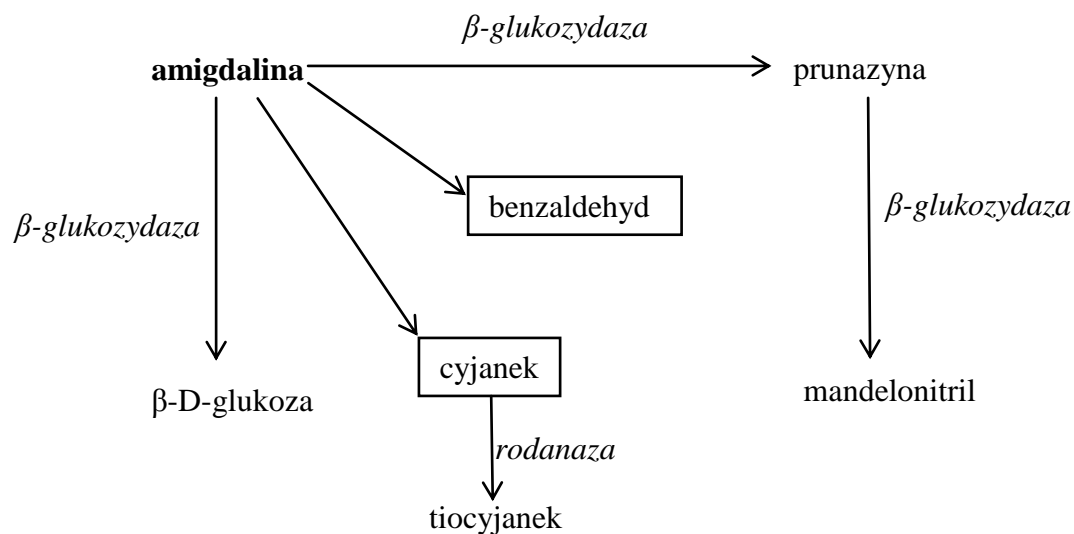 β-glukozydaza
amigdalina
prunazyna
benzaldehyd
β-glukozydaza
β-glukozydaza
cyjanek
β-D-glukoza
mandelonitril
rodanaza
tiocyjanek